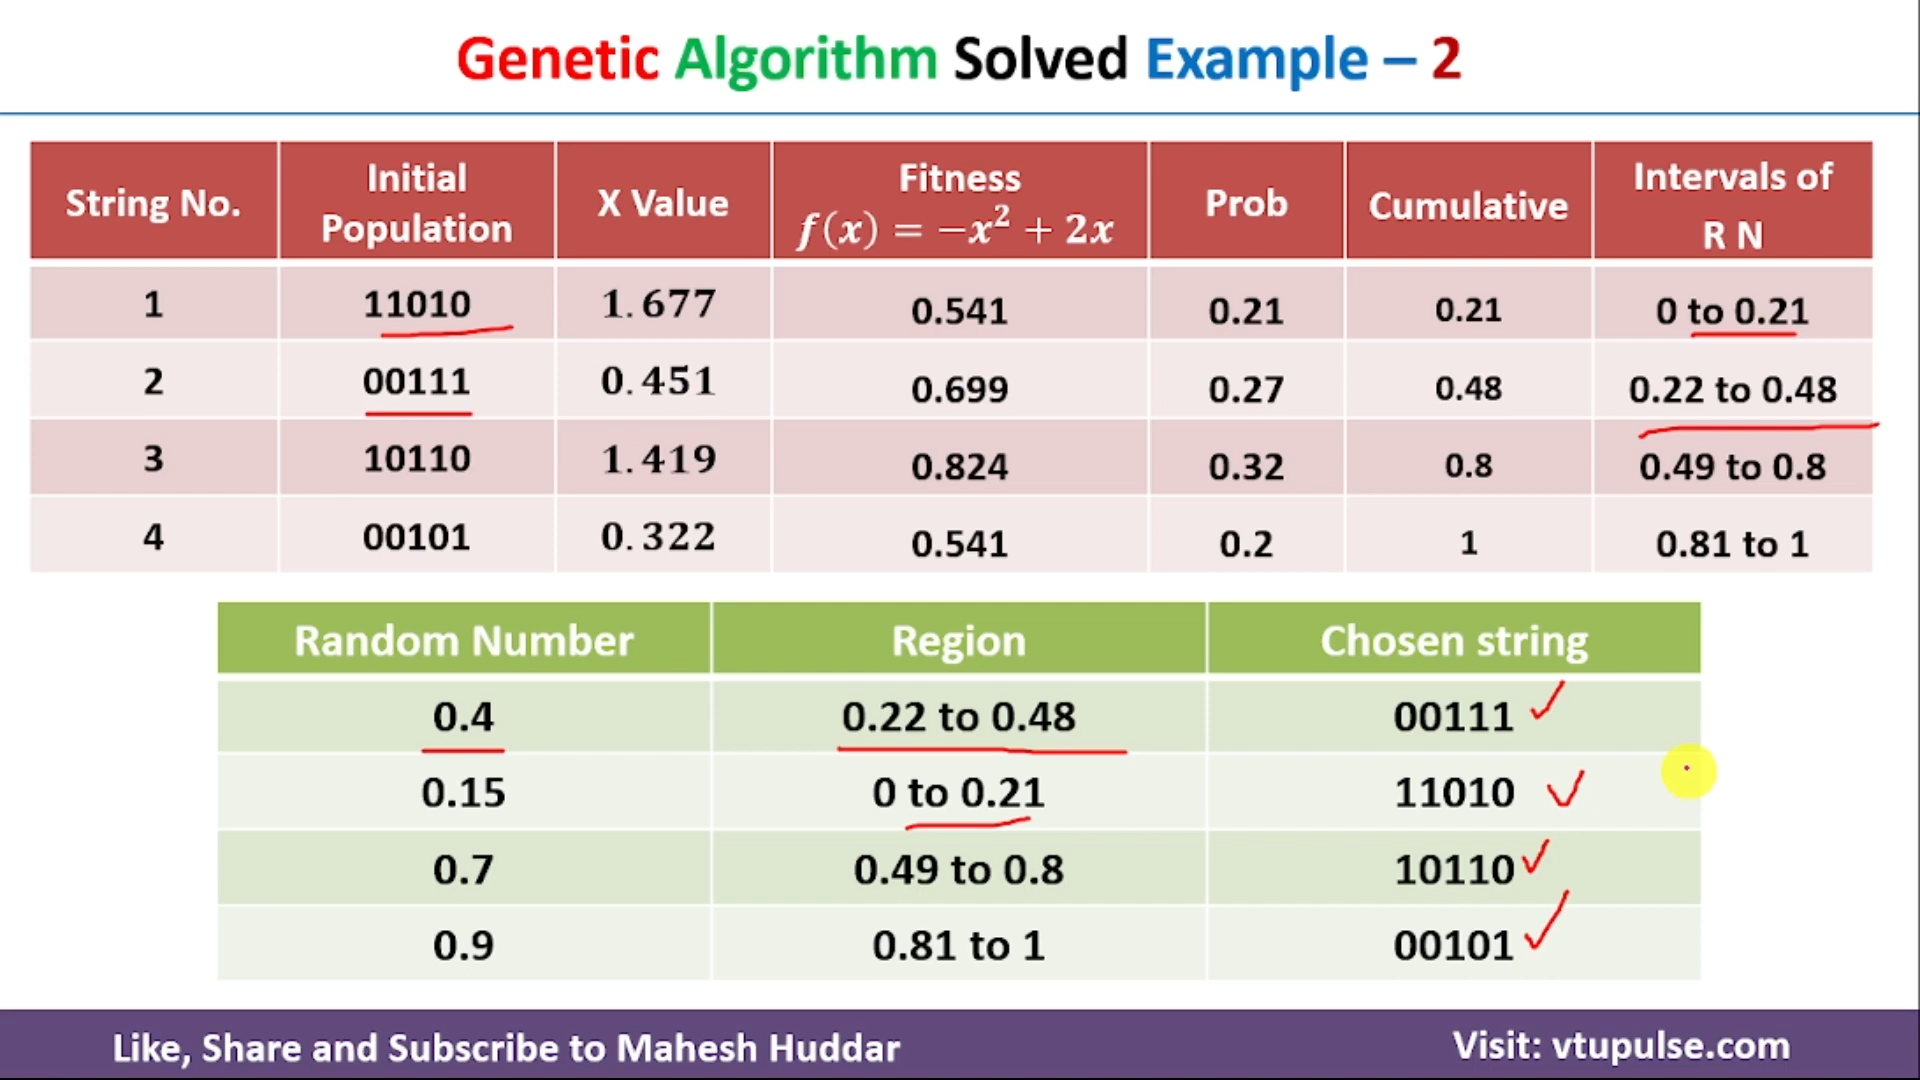 Genetic Algorithm Solved Example – 2
String No. Initial Population X Value Fitness f(x) = −x² + 2x Prob Cumulative Intervals of R N
1 11010 1.677 0.541 0.21 0.21 0 to 0.21
2 00111 0.451 0.699 0.27 0.48 0.22 to 0.48
3 10110 1.419 0.824 0.32 0.8 0.49 to 0.8
4 00101 0.322 0.541 0.2 1 0.81 to 1
Random Number Region Chosen string
0.4 0.22 to 0.48 00111
0.15 0 to 0.21 11010
0.7 0.49 to 0.8 10110
0.9 0.81 to 1 00101
Like, Share and Subscribe to Mahesh Huddar Visit: vtupulse.com